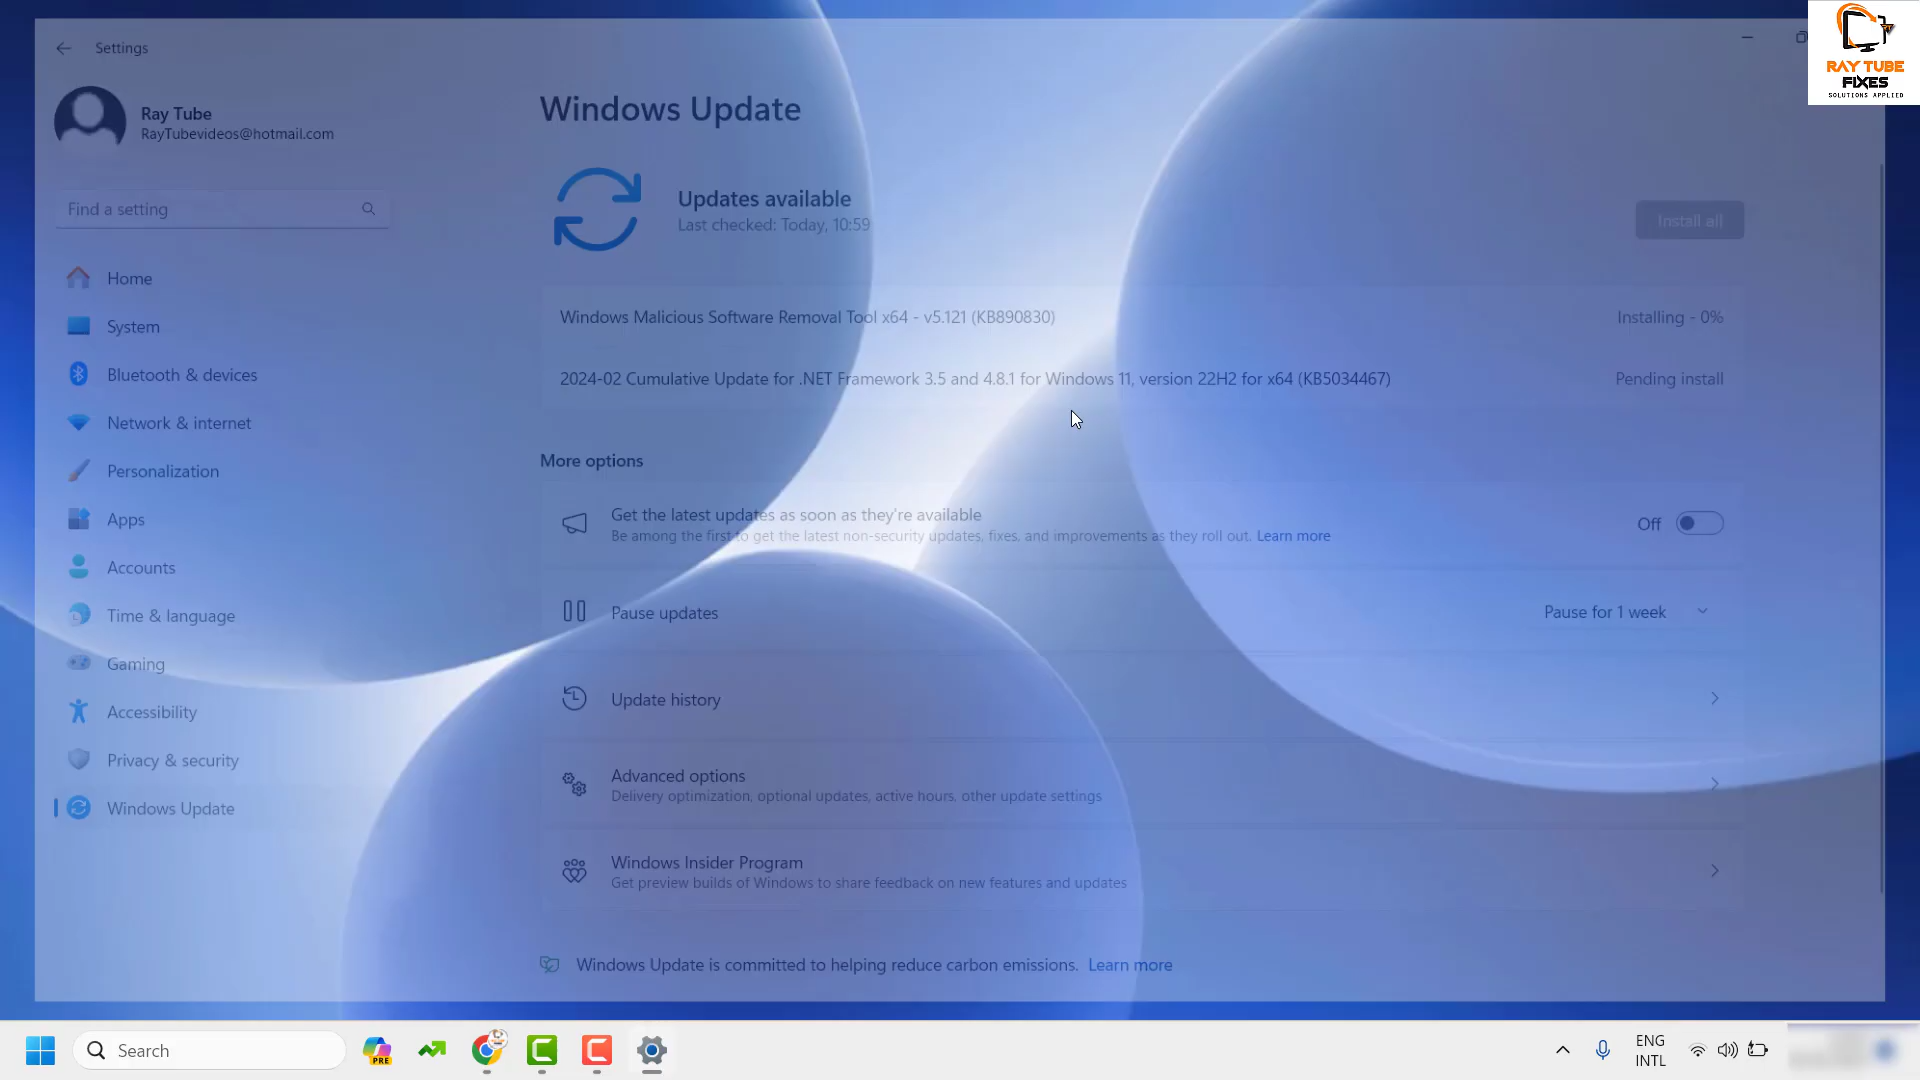 Settings
Ray Tube
RayTubevideos@hotmail.com
Find a setting
Home
System
Bluetooth & devices
Network & internet
Personalization
Apps
Accounts
Time & language
Gaming
Accessibility
Privacy & security
Windows Update
Windows Update
Updates available
Last checked: Today, 10:59
Install all
Windows Malicious Software Removal Tool x64 - v5.121 (KB890830)
Installing - 0%
2024-02 Cumulative Update for .NET Framework 3.5 and 4.8.1 for Windows 11, version 22H2 for x64 (KB5034467)
Pending install
More options
Get the latest updates as soon as they're available
Be among the first to get the latest non-security updates, fixes, and improvements as they roll out. Learn more
Off
Pause updates
Pause for 1 week
Update history
Advanced options
Delivery optimization, optional updates, active hours, other update settings
Windows Insider Program
Get preview builds of Windows to share feedback on new features and updates
Windows Update is committed to helping reduce carbon emissions. Learn more
RAY TUBE
FIXES
SOLUTIONS APPLIED
Search
PRE
ENG
INTL